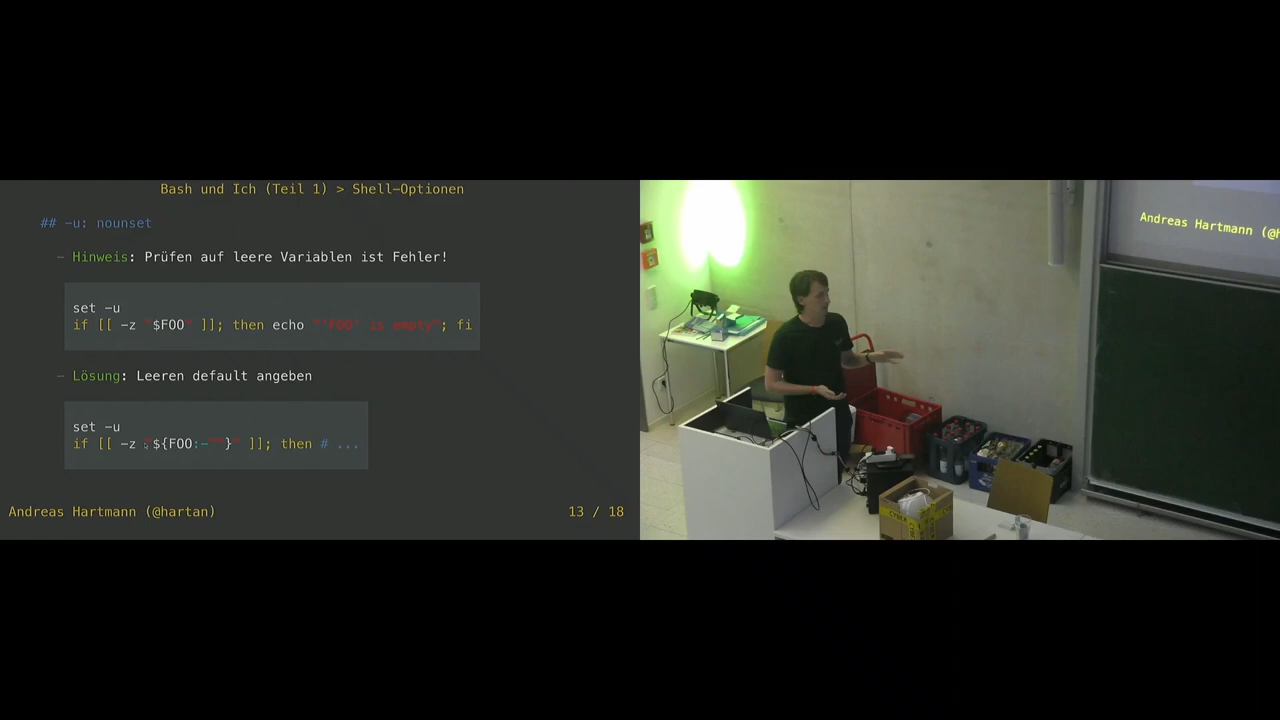 Bash und Ich (Teil 1) > Shell-Optionen
## -u: nounset
- Hinweis: Prüfen auf leere Variablen ist Fehler!
set -u
if [[ -z "$FOO" ]]; then echo "'FOO' is empty"; fi
- Lösung: Leeren default angeben
set -u
if [[ -z "${FOO:-""}" ]]; then # ...
Andreas Hartmann (@hartan)
13 / 18
Andreas Hartmann (@h